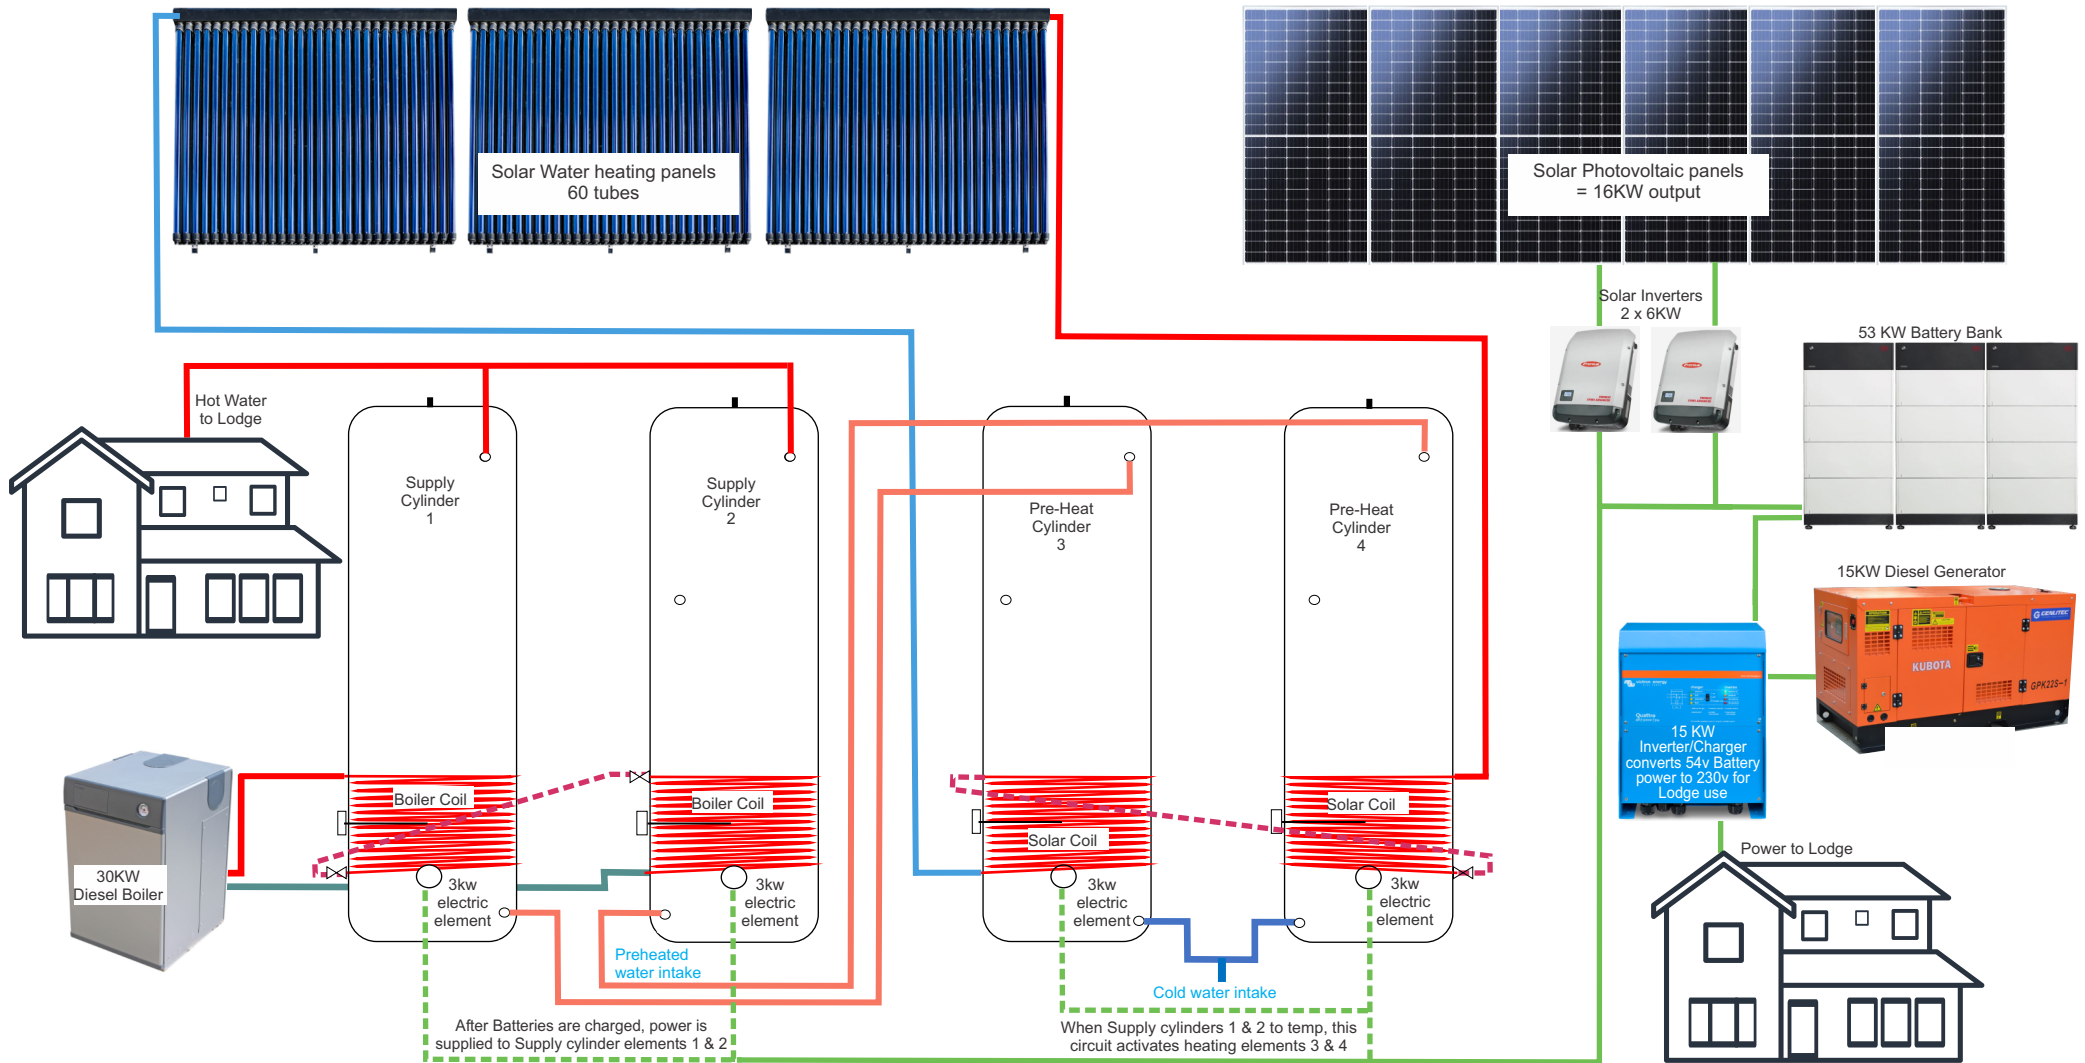 Solar Water heating panels
60 tubes
Solar Photovoltaic panels
= 16KW output
Solar Inverters
2 x 6KW
53 KW Battery Bank
Hot Water
to Lodge
Supply
Cylinder
1
Supply
Cylinder
2
Pre-Heat
Cylinder
3
Pre-Heat
Cylinder
4
15KW Diesel Generator
KUBOTA
GPK22S-1
victron energy
Quattro
15 KW
Inverter/Charger
converts 54v Battery
power to 230v for
Lodge use
Boiler Coil
Boiler Coil
Solar Coil
Solar Coil
30KW
Diesel Boiler
3kw
electric
element
3kw
electric
element
3kw
electric
element
3kw
electric
element
Power to Lodge
Preheated
water intake
Cold water intake
After Batteries are charged, power is
supplied to Supply cylinder elements 1 & 2
When Supply cylinders 1 & 2 to temp, this
circuit activates heating elements 3 & 4